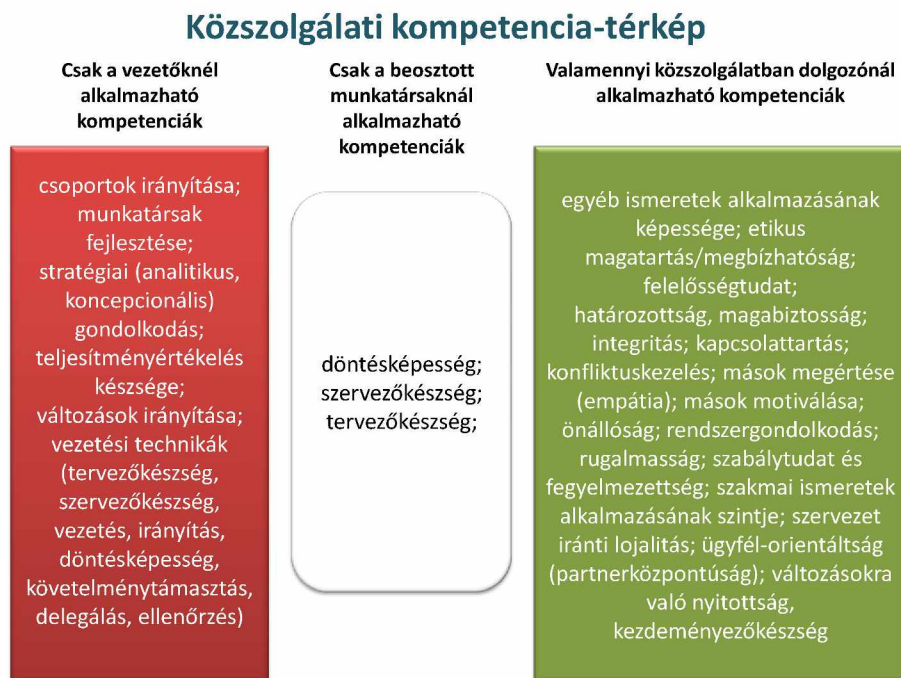 Közszolgálati kompetencia-térkép
Csak a vezetőknél
alkalmazható
kompetenciák
Csak a beosztott
munkatársaknál
alkalmazható
kompetenciák
Valamennyi közszolgálatban dolgozónál
alkalmazható kompetenciák
csoportok irányítása;
munkatársak
fejlesztése;
stratégiai (analitikus,
koncepcionális)
gondolkodás;
teljesítményértékelés
készsége;
változások irányítása;
vezetési technikák
(tervezőkészség,
szervezőkészség,
vezetés, irányítás,
döntésképesség,
követelménytámasztás,
delegálás, ellenőrzés)
döntésképesség;
szervezőkészség;
tervezőkészség;
egyéb ismeretek alkalmazásának
képessége; etikus
magatartás/megbízhatóság;
felelősségtudat;
határozottság, magabiztosság;
integritás; kapcsolattartás;
konfliktuskezelés; mások megértése
(empátia); mások motiválása;
önállóság; rendszergondolkodás;
rugalmasság; szabálytudat és
fegyelmezettség; szakmai ismeretek
alkalmazásának szintje; szervezet
iránti lojalitás; ügyfél-orientáltság
(partnerközpontúság); változásokra
való nyitottság,
kezdeményezőkészség